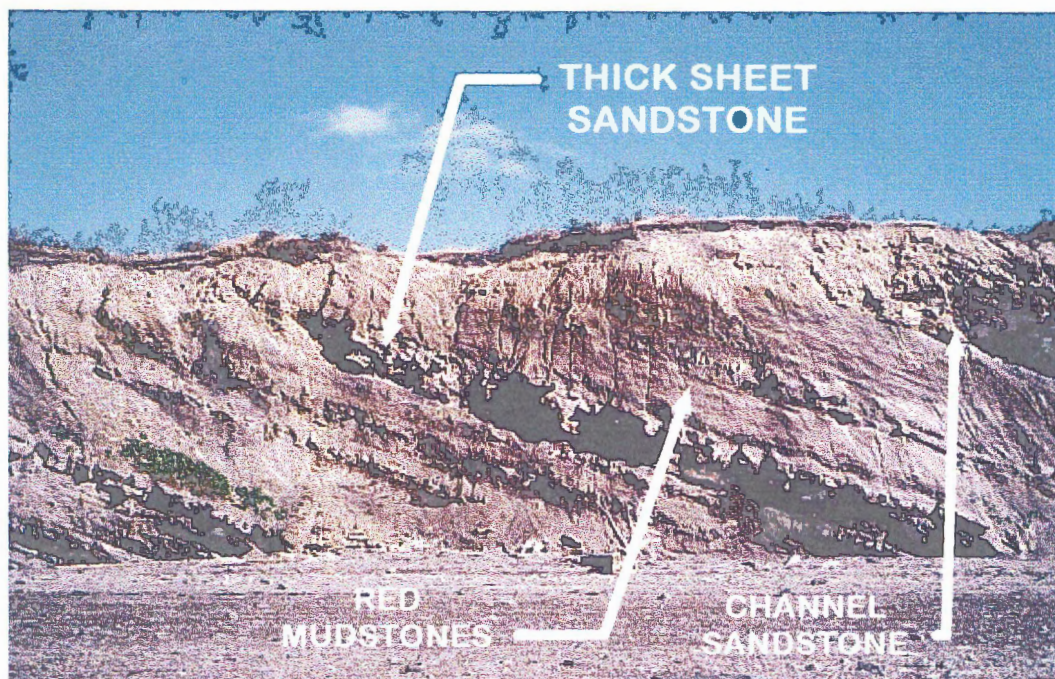 THICK SHEET
SANDSTONE
RED
MUDSTONES
CHANNEL
SANDSTONE